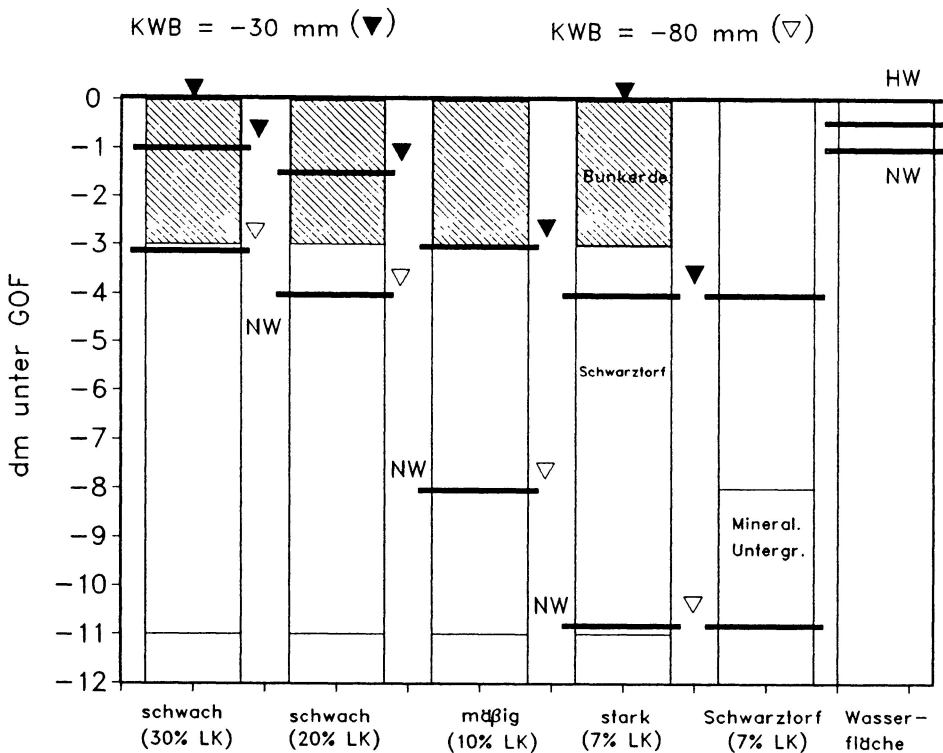 KWB = -30 mm (▼)
KWB = -80 mm (▽)
HW
NW
0
-1
-2
-3
-4
-5
-6
-7
-8
-9
-10
-11
-12
dm unter GOF
Bunkerde
NW
Schwarztorf
NW
Mineral.
Untergr.
NW
schwach
(30% LK)
schwach
(20% LK)
mäßig
(10% LK)
stark
(7% LK)
Schwarztorf
(7% LK)
Wasser-
fläche